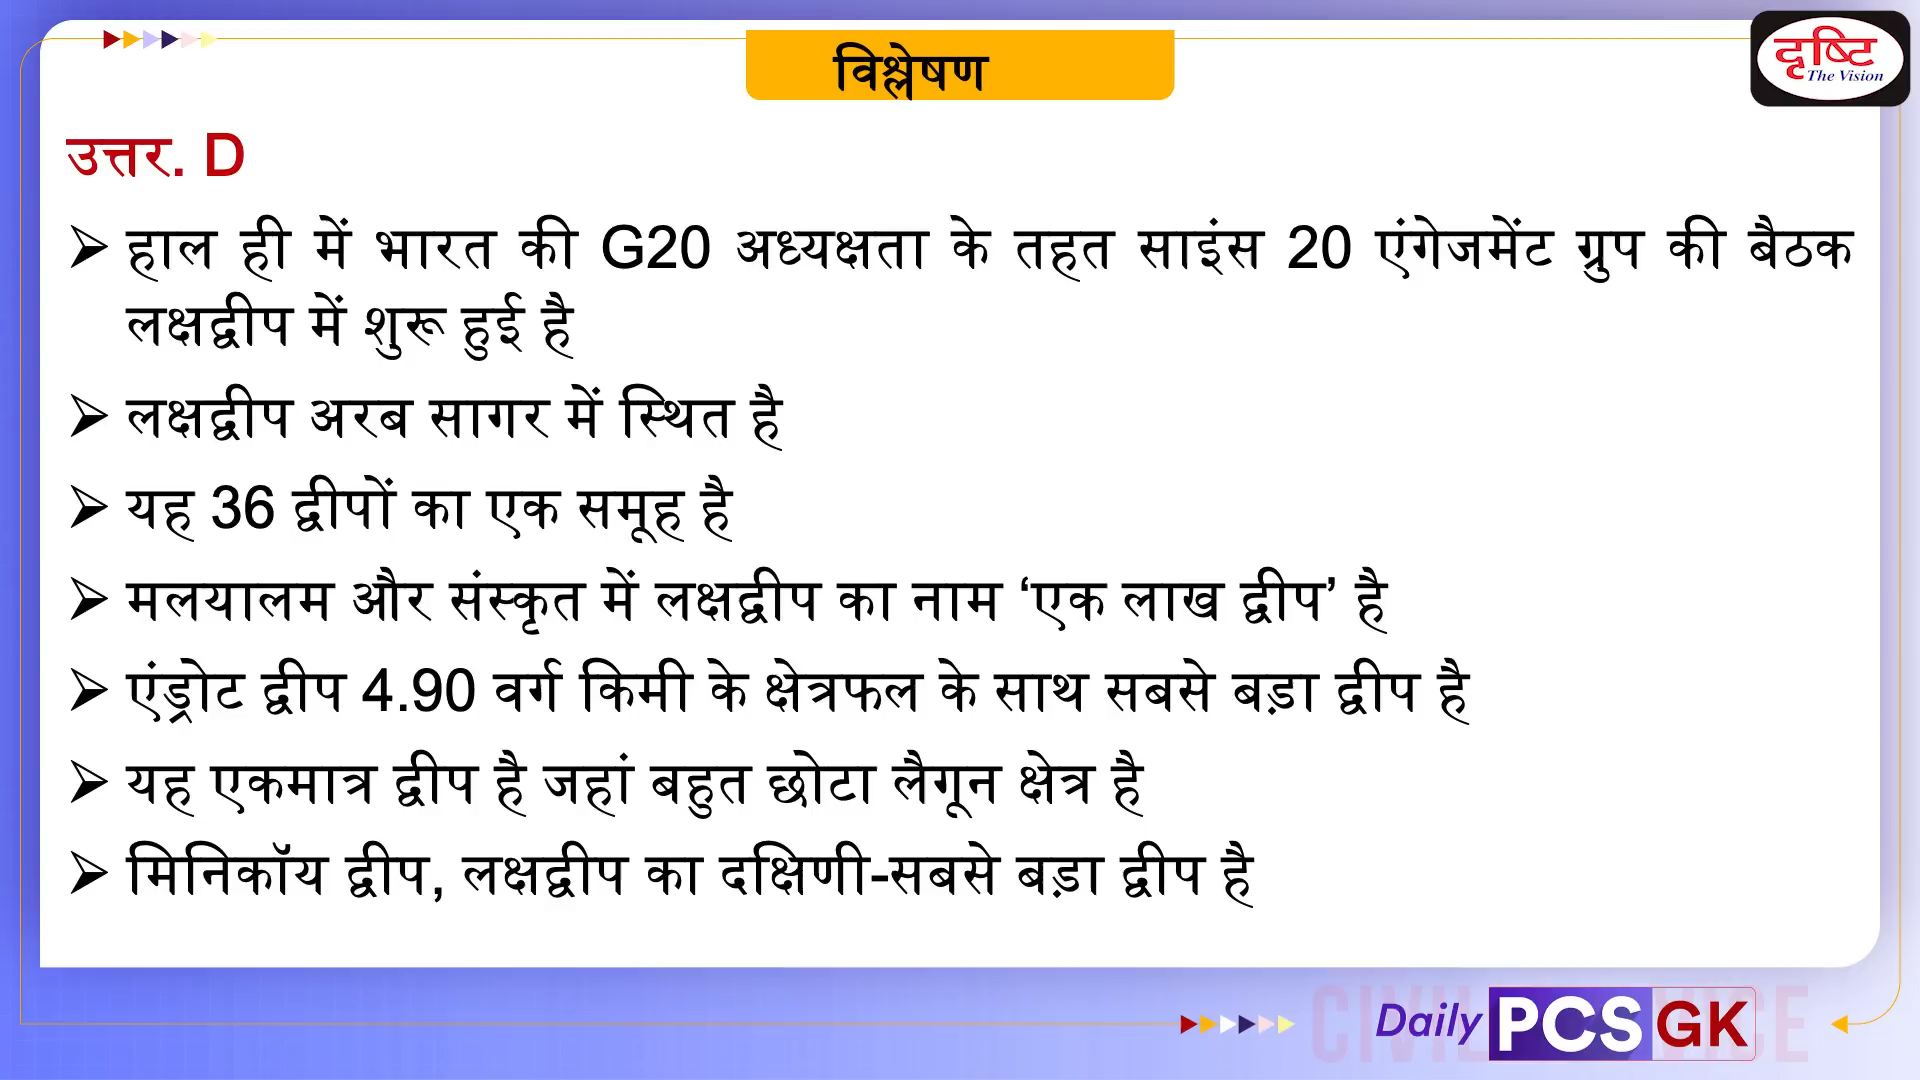 विश्लेषण
दृष्टि
The Vision
उत्तर. D
➢ हाल ही में भारत की G20 अध्यक्षता के तहत साइंस 20 एंगेजमेंट ग्रुप की बैठक
लक्षद्वीप में शुरू हुई है
➢ लक्षद्वीप अरब सागर में स्थित है
➢ यह 36 द्वीपों का एक समूह है
➢ मलयालम और संस्कृत में लक्षद्वीप का नाम ‘एक लाख द्वीप’ है
➢ एंड्रोट द्वीप 4.90 वर्ग किमी के क्षेत्रफल के साथ सबसे बड़ा द्वीप है
➢ यह एकमात्र द्वीप है जहां बहुत छोटा लैगून क्षेत्र है
➢ मिनिकॉय द्वीप, लक्षद्वीप का दक्षिणी-सबसे बड़ा द्वीप है
Daily PCS GK